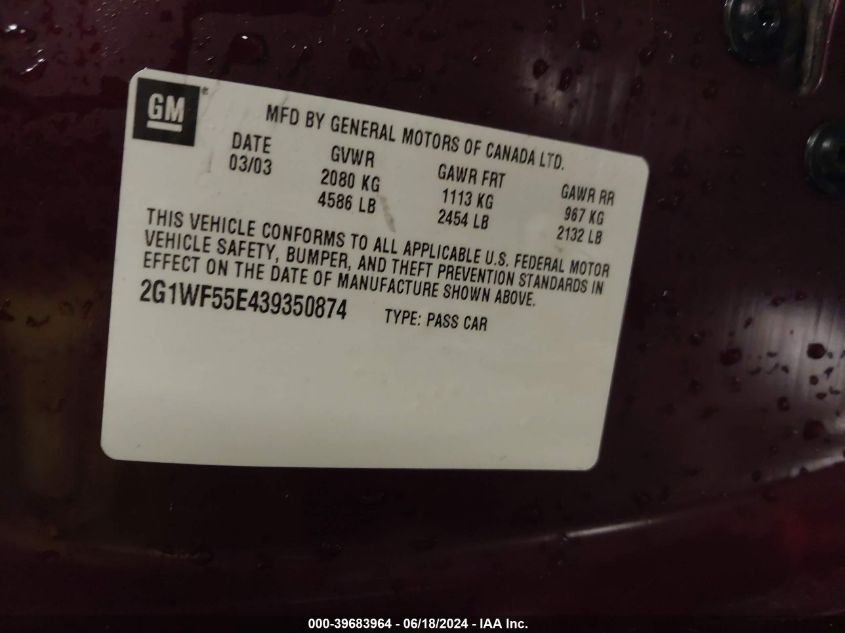 GM®
MFD BY GENERAL MOTORS OF CANADA LTD.
DATE GVWR GAWR FRT GAWR RR
03/03 2080 KG 1113 KG 967 KG
4586 LB 2454 LB 2132 LB
THIS VEHICLE CONFORMS TO ALL APPLICABLE U.S. FEDERAL MOTOR
VEHICLE SAFETY, BUMPER, AND THEFT PREVENTION STANDARDS IN
EFFECT ON THE DATE OF MANUFACTURE SHOWN ABOVE.
2G1WF55E439350874 TYPE: PASS CAR
000-39683964 - 06/18/2024 - IAA Inc.